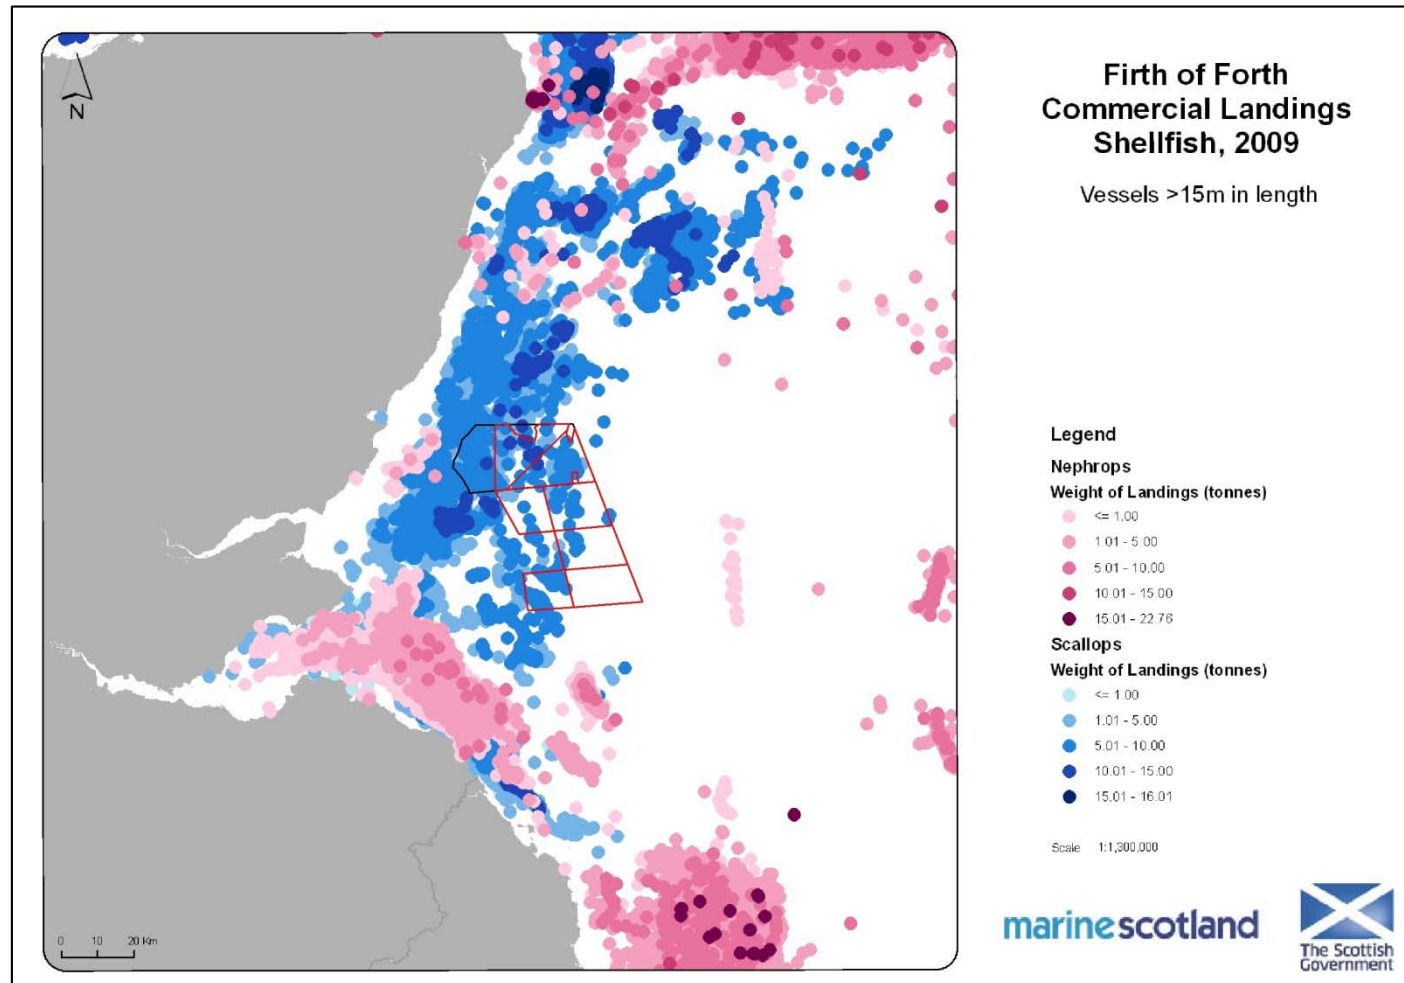 Firth of Forth
Commercial Landings
Shellfish, 2009
Vessels >15m in length
N
Legend
Nephrops
Weight of Landings (tonnes)
<= 1.00
1.01 - 5.00
5.01 - 10.00
10.01 - 15.00
15.01 - 22.76
Scallops
Weight of Landings (tonnes)
<= 1.00
1.01 - 5.00
5.01 - 10.00
10.01 - 15.00
15.01 - 16.01
Scale 1:1,300,000
0 10 20 Km
marinescotland
The Scottish
Government